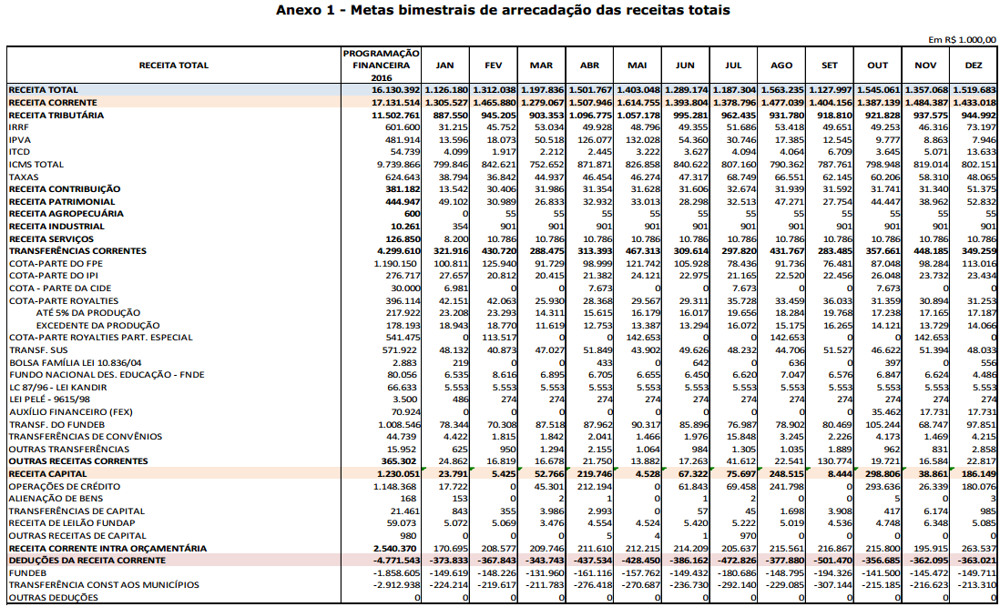 Anexo 1 - Metas bimestrais de arrecadação das receitas totais
Em R$ 1.000,00
RECEITA TOTAL PROGRAMAÇÃO FINANCEIRA 2016 JAN FEV MAR ABR MAI JUN JUL AGO SET OUT NOV DEZ
RECEITA TOTAL 16.130.392 1.126.180 1.312.038 1.197.836 1.501.767 1.403.048 1.289.174 1.187.304 1.563.235 1.127.997 1.545.061 1.357.068 1.519.683
RECEITA CORRENTE 17.131.514 1.305.527 1.465.880 1.279.067 1.507.946 1.614.755 1.393.804 1.378.796 1.477.039 1.404.156 1.387.139 1.484.387 1.433.018
RECEITA TRIBUTÁRIA 11.502.761 887.550 945.205 903.353 1.096.775 1.057.178 995.281 962.435 931.780 918.810 921.828 937.575 944.992
IRRF 601.600 31.215 45.752 53.034 49.928 48.796 49.355 51.686 53.418 49.651 49.253 46.316 73.197
IPVA 481.914 13.596 18.073 50.518 126.077 132.028 54.360 30.746 17.385 12.545 9.777 8.863 7.946
ITCD 54.739 4.099 1.917 2.212 2.445 3.222 3.627 4.094 4.064 6.709 3.645 5.071 13.633
ICMS TOTAL 9.739.866 799.846 842.621 752.652 871.871 826.858 840.622 807.160 790.362 787.761 798.948 819.014 802.151
TAXAS 624.643 38.794 36.842 44.937 46.454 46.274 47.317 68.749 66.551 62.145 60.206 58.310 48.065
RECEITA CONTRIBUIÇÃO 381.182 13.542 30.406 31.986 31.354 31.628 31.606 32.674 31.939 31.592 31.741 31.340 51.375
RECEITA PATRIMONIAL 444.947 49.102 30.989 26.833 32.932 33.013 28.298 32.513 47.271 27.754 44.447 38.962 52.832
RECEITA AGROPECUÁRIA 600 0 55 55 55 55 55 55 55 55 55 55 55
RECEITA INDUSTRIAL 10.261 354 901 901 901 901 901 901 901 901 901 901 901
RECEITA SERVIÇOS 126.850 8.200 10.786 10.786 10.786 10.786 10.786 10.786 10.786 10.786 10.786 10.786 10.786
TRANSFERÊNCIAS CORRENTES 4.299.610 321.916 430.720 288.475 313.393 467.313 309.614 297.820 431.767 283.485 357.661 448.185 349.259
COTA-PARTE DO FPE 1.190.150 100.811 125.940 91.729 98.999 121.742 105.928 78.436 91.736 76.481 87.048 98.284 113.016
COTA-PARTE DO IPI 276.717 27.657 20.812 20.415 21.382 24.121 22.975 21.165 22.520 22.456 26.048 23.732 23.434
COTA - PARTE DA CIDE 30.000 6.981 0 0 7.673 0 0 7.673 0 0 7.673 0 0
COTA-PARTE ROYALTIES 396.114 42.151 42.063 25.930 28.368 29.567 29.311 35.728 33.459 36.033 31.359 30.894 31.253
ATÉ 5% DA PRODUÇÃO 217.922 23.208 23.293 14.311 15.615 16.179 16.017 19.656 18.284 19.768 17.238 17.165 17.187
EXCEDENTE DA PRODUÇÃO 178.193 18.943 18.770 11.619 12.753 13.387 13.294 16.072 15.175 16.265 14.121 13.729 14.066
COTA-PARTE ROYALTIES PART. ESPECIAL 541.475 0 113.517 0 0 142.653 0 0 142.653 0 0 142.653 0
TRANSF. SUS 571.922 48.132 40.873 47.027 51.849 43.902 49.626 48.232 44.706 51.527 46.622 51.394 48.033
BOLSA FAMÍLIA LEI 10.836/04 2.883 219 0 0 433 0 642 0 636 0 397 0 556
FUNDO NACIONAL DES. EDUCAÇÃO - FNDE 80.056 6.535 8.616 6.895 6.705 6.655 6.450 6.620 7.047 6.576 6.847 6.624 4.486
LC 87/96 - LEI KANDIR 66.633 5.553 5.553 5.553 5.553 5.553 5.553 5.553 5.553 5.553 5.553 5.553 5.553
LEI PELÉ - 9615/98 3.500 486 274 274 274 274 274 274 274 274 274 274 274
AUXÍLIO FINANCEIRO (FEX) 70.924 0 0 0 0 0 0 0 0 0 35.462 17.731 17.731
TRANSF. DO FUNDEB 1.008.546 78.344 70.308 87.518 87.962 90.317 85.896 76.987 78.902 80.469 105.244 68.747 97.851
TRANSFERÊNCIAS DE CONVÊNIOS 44.739 4.422 1.815 1.842 2.041 1.466 1.976 15.848 3.245 2.226 4.173 1.469 4.215
OUTRAS TRANSFERÊNCIAS 15.952 625 950 1.294 2.155 1.064 984 1.305 1.035 1.889 962 831 2.858
OUTRAS RECEITAS CORRENTES 365.302 24.862 16.819 16.678 21.750 13.882 17.263 41.612 22.541 130.774 19.721 16.584 22.817
RECEITA CAPITAL 1.230.051 23.791 5.425 52.766 219.746 4.528 67.322 75.697 248.515 8.444 298.806 38.861 186.149
OPERAÇÕES DE CRÉDITO 1.148.368 17.722 0 45.301 212.194 0 61.843 69.458 241.798 0 293.636 26.339 180.076
ALIENAÇÃO DE BENS 168 153 0 2 1 0 1 2 0 0 5 0 3
TRANSFERÊNCIAS DE CAPITAL 21.461 843 355 3.986 2.993 0 57 45 1.698 3.908 417 6.174 985
RECEITA DE LEILÃO FUNDAP 59.073 5.072 5.069 3.476 4.554 4.524 5.420 5.222 5.019 4.536 4.748 6.348 5.085
OUTRAS RECEITAS DE CAPITAL 980 0 0 0 5 4 1 970 0 0 0 0 0
RECEITA CORRENTE INTRA ORÇAMENTÁRIA 2.540.370 170.695 208.577 209.746 211.610 212.215 214.209 205.637 215.561 216.867 215.800 195.915 263.537
DEDUÇÕES DA RECEITA CORRENTE -4.771.543 -373.833 -367.843 -343.743 -437.534 -428.450 -386.162 -472.826 -377.880 -501.470 -356.685 -362.095 -363.021
FUNDEB -1.858.605 -149.619 -148.226 -131.960 -161.116 -157.762 -149.432 -180.686 -148.795 -194.326 -141.500 -145.472 -149.711
TRANSFERÊNCIA CONST AOS MUNICÍPIOS -2.912.938 -224.214 -219.617 -211.783 -276.418 -270.687 -236.730 -292.140 -229.085 -307.144 -215.185 -216.623 -213.310
OUTRAS DEDUÇÕES 0 0 0 0 0 0 0 0 0 0 0 0